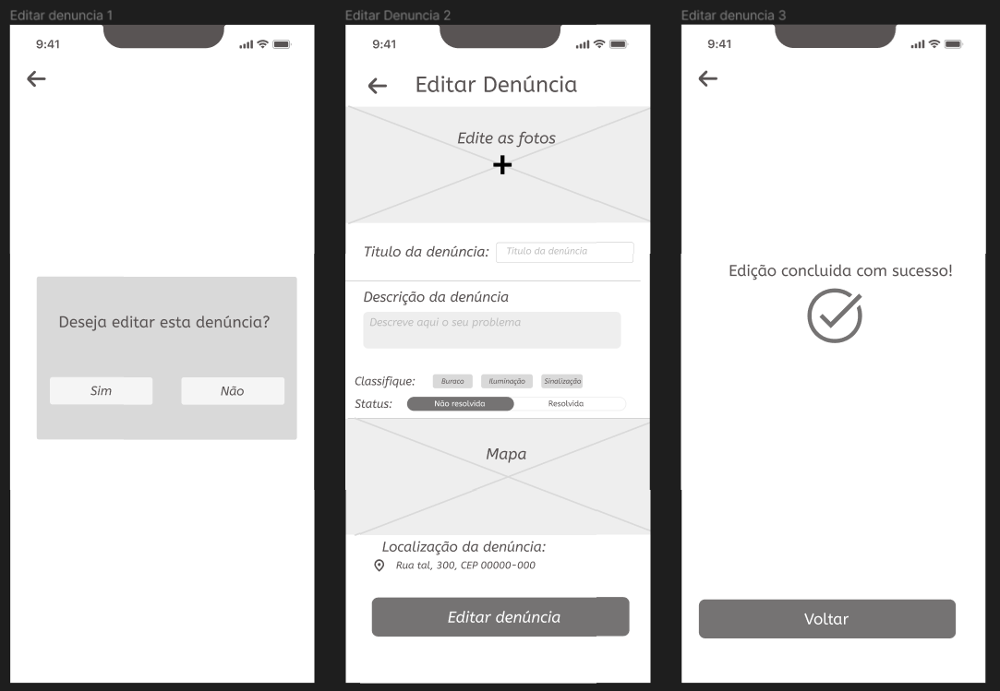 Editar denuncia 1
9:41
Deseja editar esta denúncia?
Sim
Não
Editar Denuncia 2
9:41
Editar Denúncia
Edite as fotos
Titulo da denúncia:
Titulo da denúncia
Descrição da denúncia
Descreve aqui o seu problema
Classifique:
Buraco
Iluminação
Sinalização
Status:
Não resolvida
Resolvida
Mapa
Localização da denúncia:
Rua tal, 300, CEP 00000-000
Editar denúncia
Editar denuncia 3
9:41
Edição concluida com sucesso!
Voltar